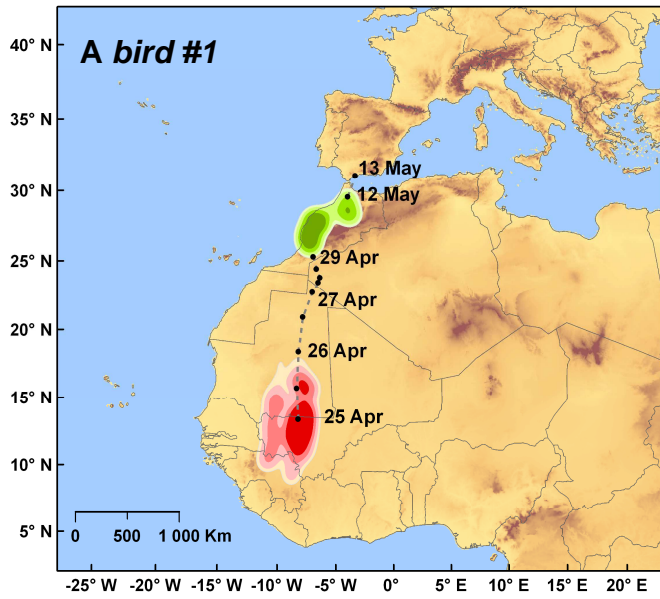 A bird #1
40° N
35° N
30° N
25° N
20° N
15° N
10° N
5° N
13 May
12 May
29 Apr
27 Apr
26 Apr
25 Apr
0 500 1 000 Km
-25° W -20° W -15° W -10° W -5° W 0° 5° E 10° E 15° E 20° E